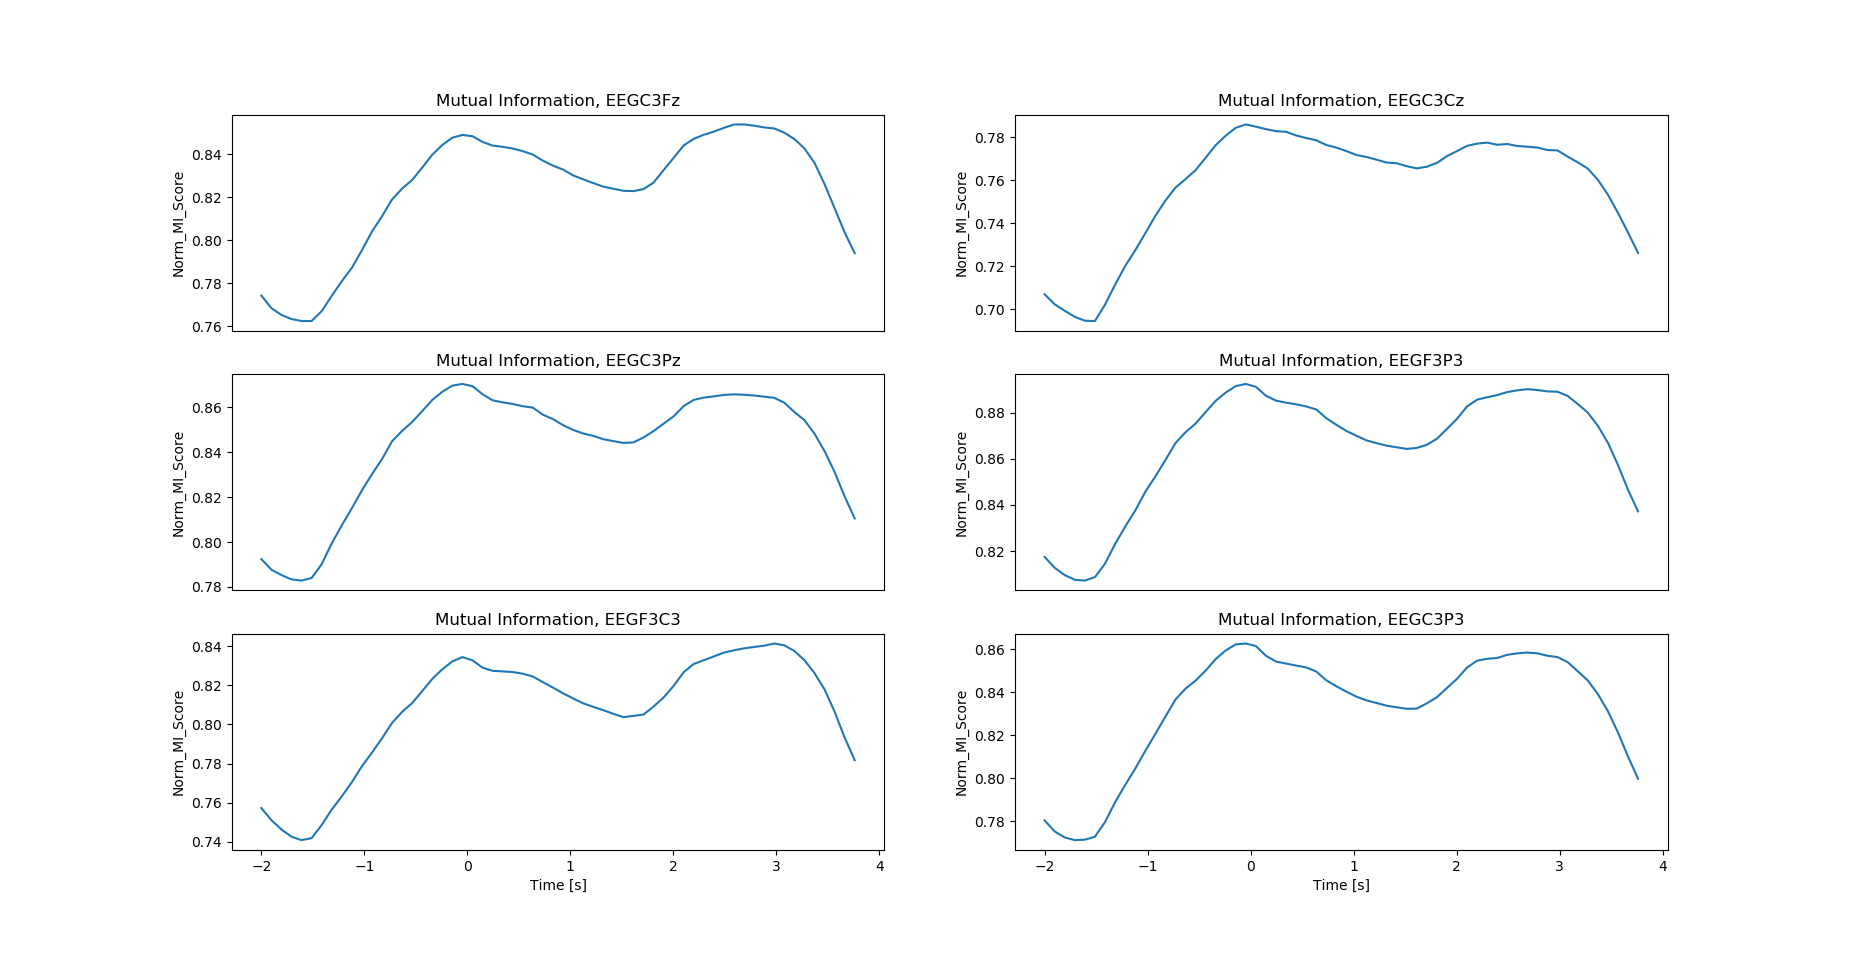 Mutual Information, EEGC3Fz
Norm_MI_Score
0.84
0.82
0.80
0.78
0.76
Mutual Information, EEGC3Cz
Norm_MI_Score
0.78
0.76
0.74
0.72
0.70
Mutual Information, EEGC3Pz
Norm_MI_Score
0.86
0.84
0.82
0.80
0.78
Mutual Information, EEGF3P3
Norm_MI_Score
0.88
0.86
0.84
0.82
Mutual Information, EEGF3C3
Norm_MI_Score
0.84
0.82
0.80
0.78
0.76
0.74
−2 −1 0 1 2 3 4
Time [s]
Mutual Information, EEGC3P3
Norm_MI_Score
0.86
0.84
0.82
0.80
0.78
−2 −1 0 1 2 3 4
Time [s]